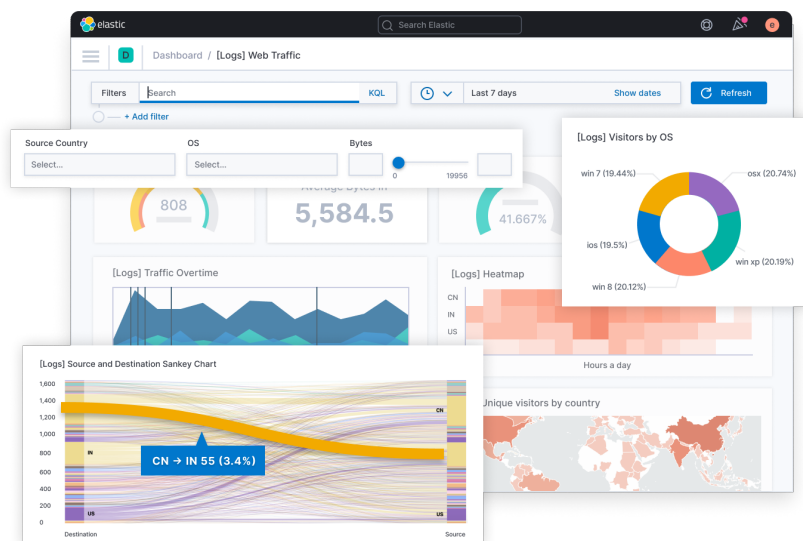 elastic
Search Elastic
e
D
Dashboard / [Logs] Web Traffic
Filters
Search
KQL
Last 7 days
Show dates
Refresh
+ Add filter
Source Country
OS
Bytes
Select...
Select...
0
19956
[Logs] Visitors by OS
win 7 (19.44%)
osx (20.74%)
ios (19.5%)
win xp (20.19%)
win 8 (20.12%)
808
Average Bytes in
5,584.5
41.667%
[Logs] Traffic Overtime
[Logs] Heatmap
CN
IN
US
Hours a day
[Logs] Source and Destination Sankey Chart
1,600
1,400
1,200
1,000
800
600
400
200
0
CN
IN
US
US
CN → IN 55 (3.4%)
Destination
Source
Unique visitors by country